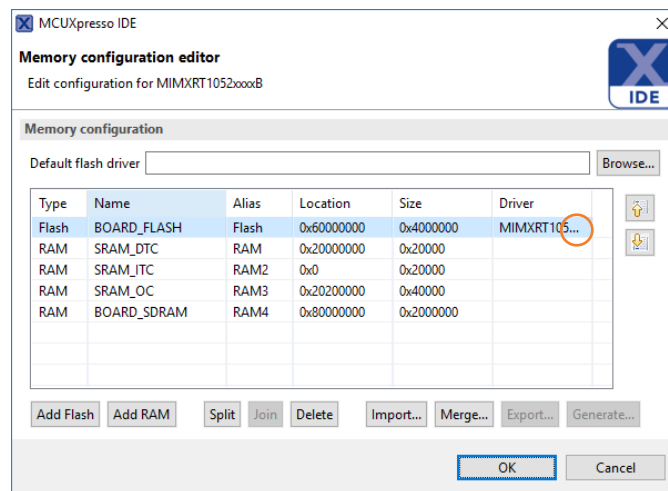 MCUXpresso IDE
Memory configuration editor
Edit configuration for MIMXRT1052xxxxB
IDE
Memory configuration
Default flash driver Browse...
Type Name Alias Location Size Driver
Flash BOARD_FLASH Flash 0x60000000 0x4000000 MIMXRT105...
RAM SRAM_DTC RAM 0x20000000 0x20000
RAM SRAM_ITC RAM2 0x0 0x20000
RAM SRAM_OC RAM3 0x20200000 0x40000
RAM BOARD_SDRAM RAM4 0x80000000 0x2000000
Add Flash Add RAM Split Join Delete Import... Merge... Export... Generate...
OK Cancel